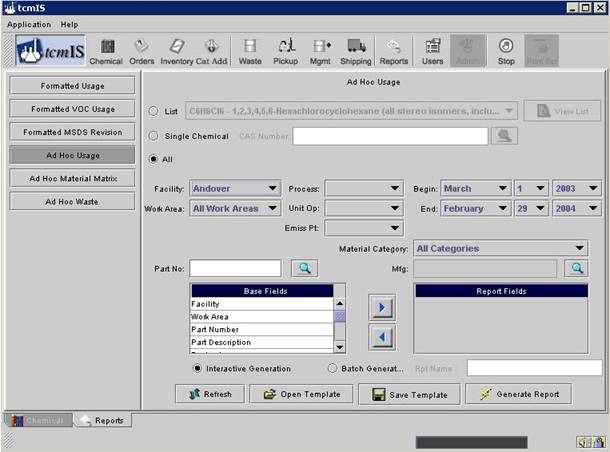 tcmIS
Application Help
tcmIS Chemical Orders Inventory Cat Add Waste Pickup Mgmt Shipping Reports Users Admin Stop Print Scr
Formatted Usage
Formatted VOC Usage
Formatted MSDS Revision
Ad Hoc Usage
Ad Hoc Material Matrix
Ad Hoc Waste
Ad Hoc Usage
List C6H6Cl6 - 1,2,3,4,5,6-Hexachlorocyclohexane (all stereo isomers, inclu... View List
Single Chemical CAS Number:
All
Facility: Andover Process: Begin: March 1 2003
Work Area: All Work Areas Unit Op: End: February 29 2004
Emiss Pt:
Material Category: All Categories
Part No: Mfg:
Base Fields Report Fields
Facility
Work Area
Part Number
Part Description
Interactive Generation Batch Generat... Rpt Name :
Refresh Open Template Save Template Generate Report
Chemical Reports